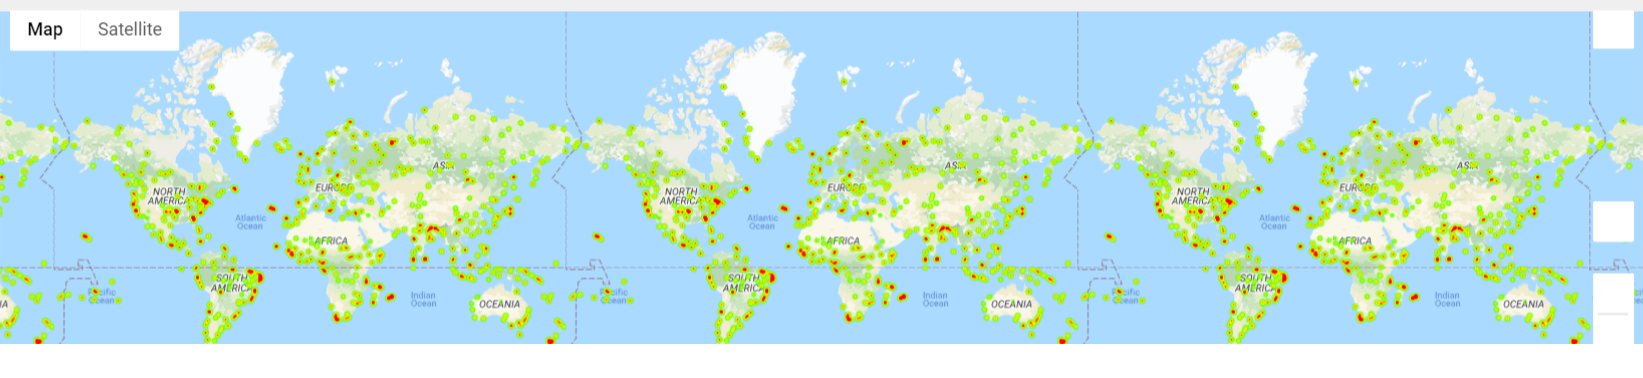 Map Satellite
ASIA
ASIA
ASIA
NORTH
AMERICA
EUROPE
NORTH
AMERICA
EUROPE
NORTH
AMERICA
EUROPE
Atlantic
Ocean
Atlantic
Ocean
Atlantic
Ocean
AFRICA
AFRICA
AFRICA
SOUTH
AMERICA
SOUTH
AMERICA
SOUTH
AMERICA
Pacific
Ocean
Indian
Ocean
OCEANIA
Pacific
Ocean
Indian
Ocean
OCEANIA
Pacific
Ocean
Indian
Ocean
OCEANIA